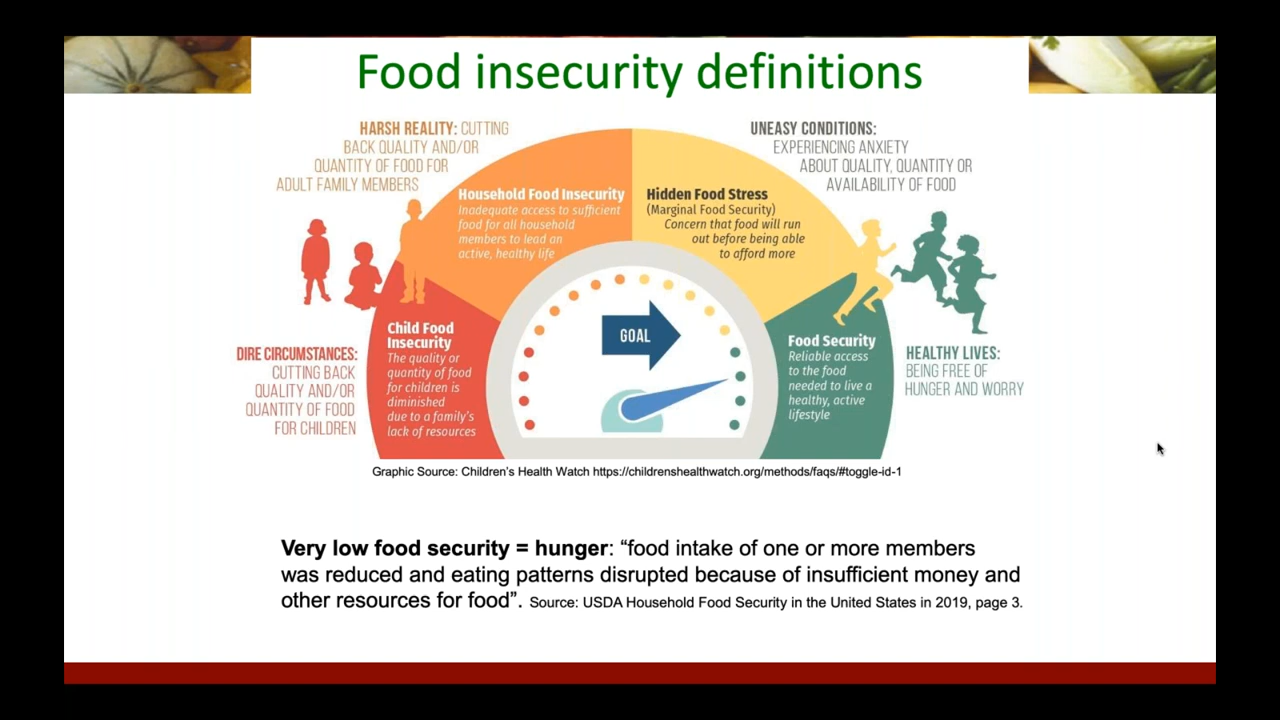 Food insecurity definitions
HARSH REALITY: CUTTING
BACK QUALITY AND/OR
QUANTITY OF FOOD FOR
ADULT FAMILY MEMBERS
UNEASY CONDITIONS:
EXPERIENCING ANXIETY
ABOUT QUALITY, QUANTITY OR
AVAILABILITY OF FOOD
Household Food Insecurity
Inadequate access to sufficient
food for all household
members to lead an
active, healthy life
Hidden Food Stress
(Marginal Food Security)
Concern that food will run
out before being able
to afford more
DIRE CIRCUMSTANCES:
CUTTING BACK
QUALITY AND/OR
QUANTITY OF FOOD
FOR CHILDREN
Child Food
Insecurity
The quality or
quantity of food
for children is
diminished
due to a family's
lack of resources
GOAL
Food Security
Reliable access
to the food
needed to live a
healthy, active
lifestyle
HEALTHY LIVES:
BEING FREE OF
HUNGER AND WORRY
Graphic Source: Children's Health Watch https://childrenshealthwatch.org/methods/faqs/#toggle-id-1
Very low food security = hunger: “food intake of one or more members
was reduced and eating patterns disrupted because of insufficient money and
other resources for food”. Source: USDA Household Food Security in the United States in 2019, page 3.